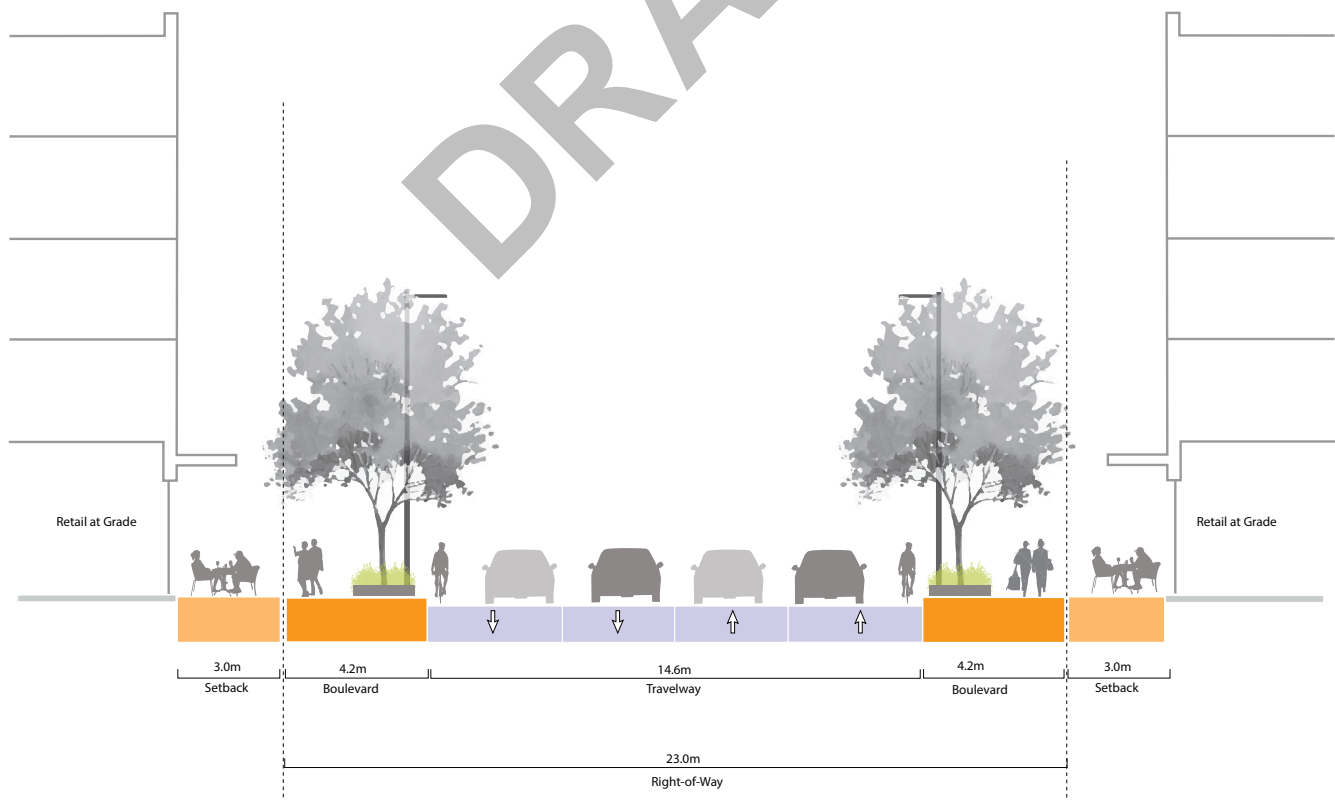 DRA
Retail at Grade
Retail at Grade
3.0m
4.2m
14.6m
4.2m
3.0m
Setback
Boulevard
Travelway
Boulevard
Setback
23.0m
Right-of-Way